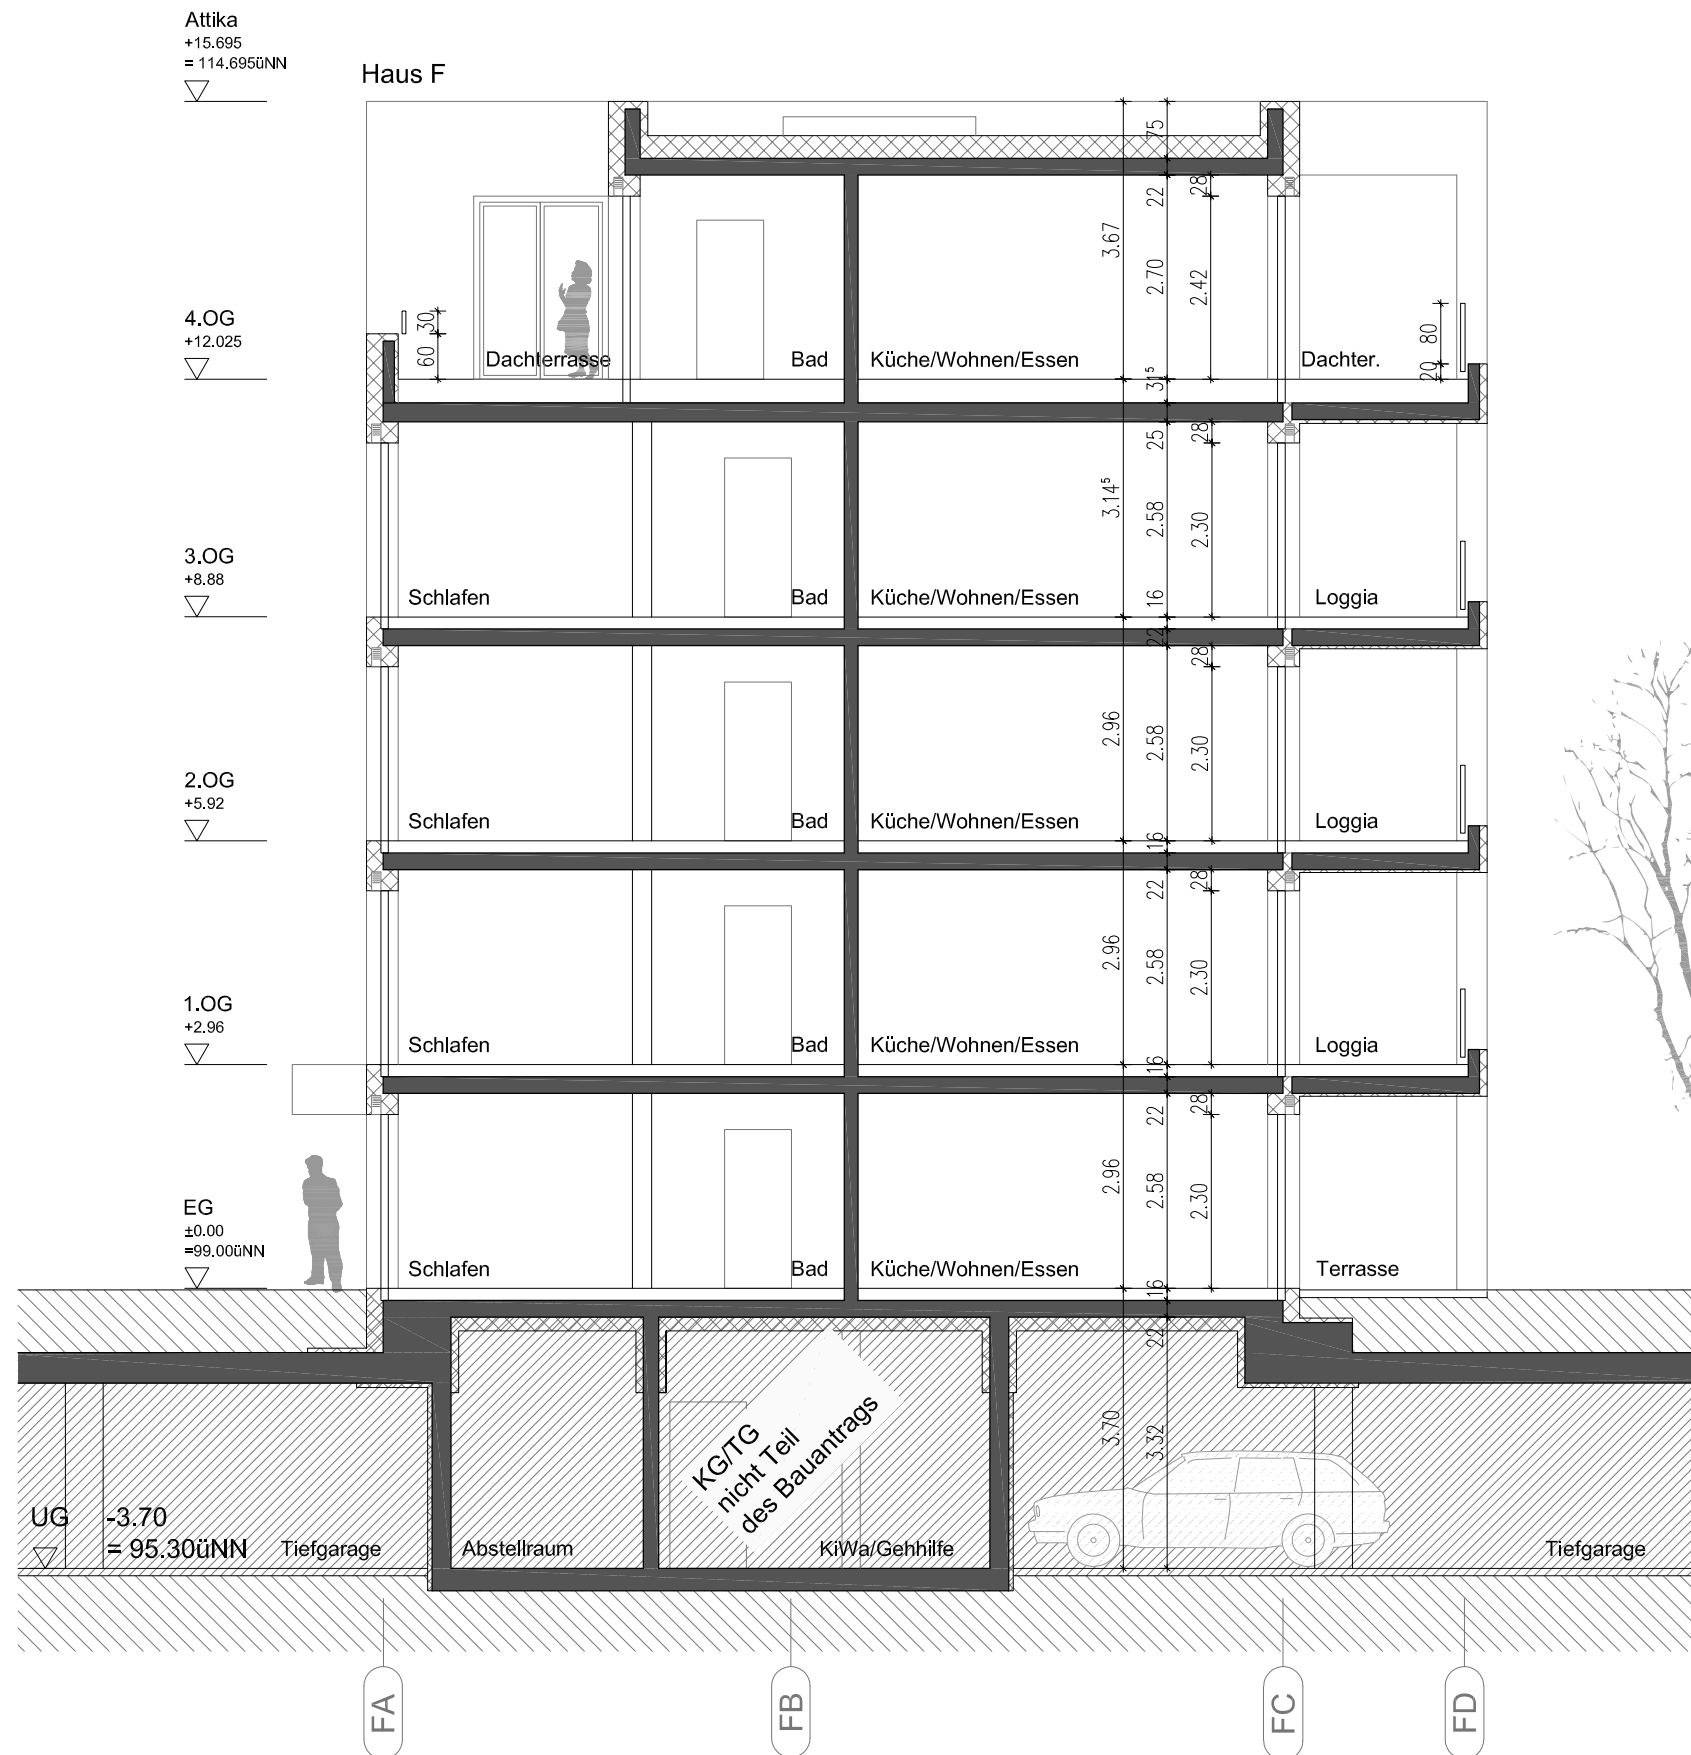 Attika
+15.695
= 114.695üNN
Haus F
75
22
28
3.67
2.70
2.42
4.OG
+12.025
30
60
80
20
Dachterrasse
Bad
Küche/Wohnen/Essen
Dachter.
31⁵
25
28
3.14⁵
2.58
2.30
3.OG
+8.88
Schlafen
Bad
Küche/Wohnen/Essen
16
Loggia
22
28
2.96
2.58
2.30
2.OG
+5.92
Schlafen
Bad
Küche/Wohnen/Essen
Loggia
16
22
28
2.96
2.58
2.30
1.OG
+2.96
Schlafen
Bad
Küche/Wohnen/Essen
Loggia
16
22
28
2.96
2.58
2.30
EG
±0.00
=99.00üNN
Schlafen
Bad
Küche/Wohnen/Essen
Terrasse
16
22
KG/TG
nicht Teil
des Bauantrags
3.70
3.32
UG
-3.70
= 95.30üNN
Tiefgarage
Abstellraum
KiWa/Gehhilfe
Tiefgarage
FA
FB
FC
FD